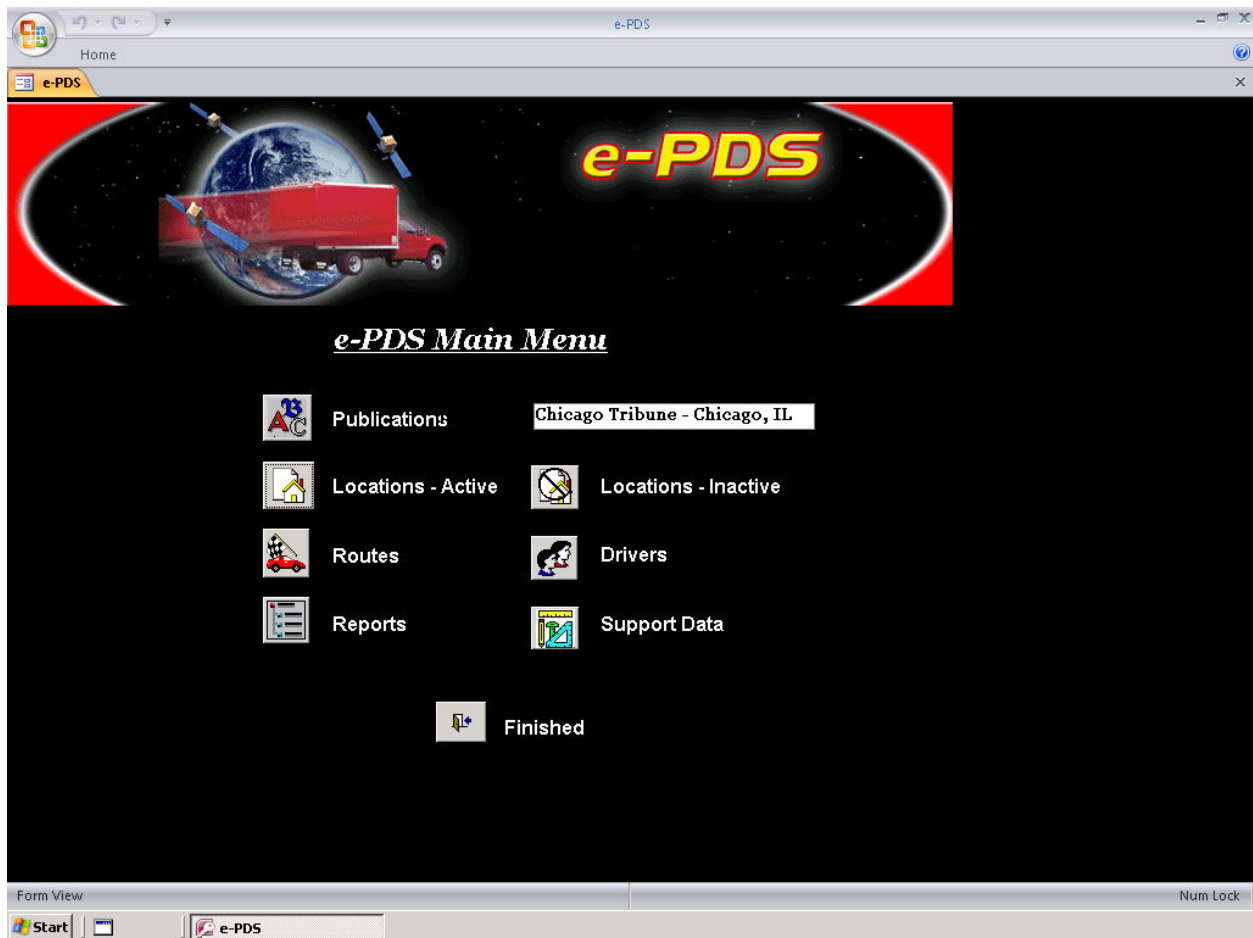 e-PDS
Home
e-PDS
e-PDS
e-PDS Main Menu
Publications
Chicago Tribune - Chicago, IL
Locations - Active
Locations - Inactive
Routes
Drivers
Reports
Support Data
Finished
Form View
Num Lock
Start
e-PDS